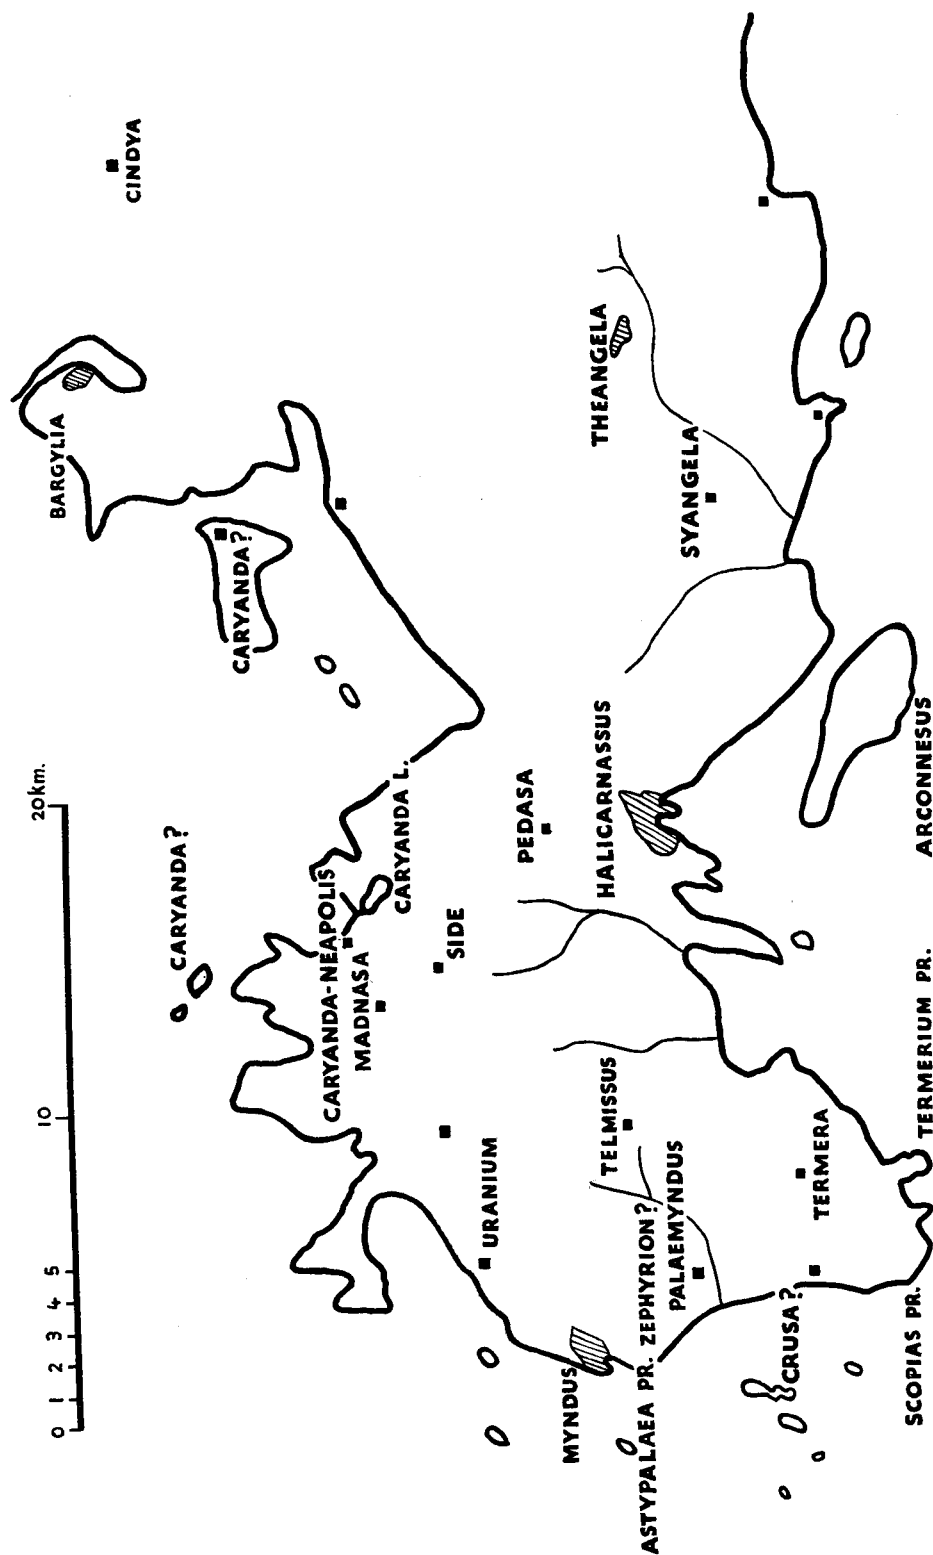 0 1 2 3 4 5 10 20km.
CINDYA
BARGYLIA
CARYANDA?
CARYANDA?
CARYANDA L.
CARYANDA-NEAPOLIS
MADNASA
SIDE
PEDASA
THEANGELA
SYANGELA
HALICARNASSUS
URANIUM
TELMISSUS
MYNDUS
ASTYPALAEA PR. ZEPHYRION?
PALAEMYNDUS
TERMERA
CRUSA?
SCOPIAS PR.
TERMERIUM PR.
ARCONNESUS